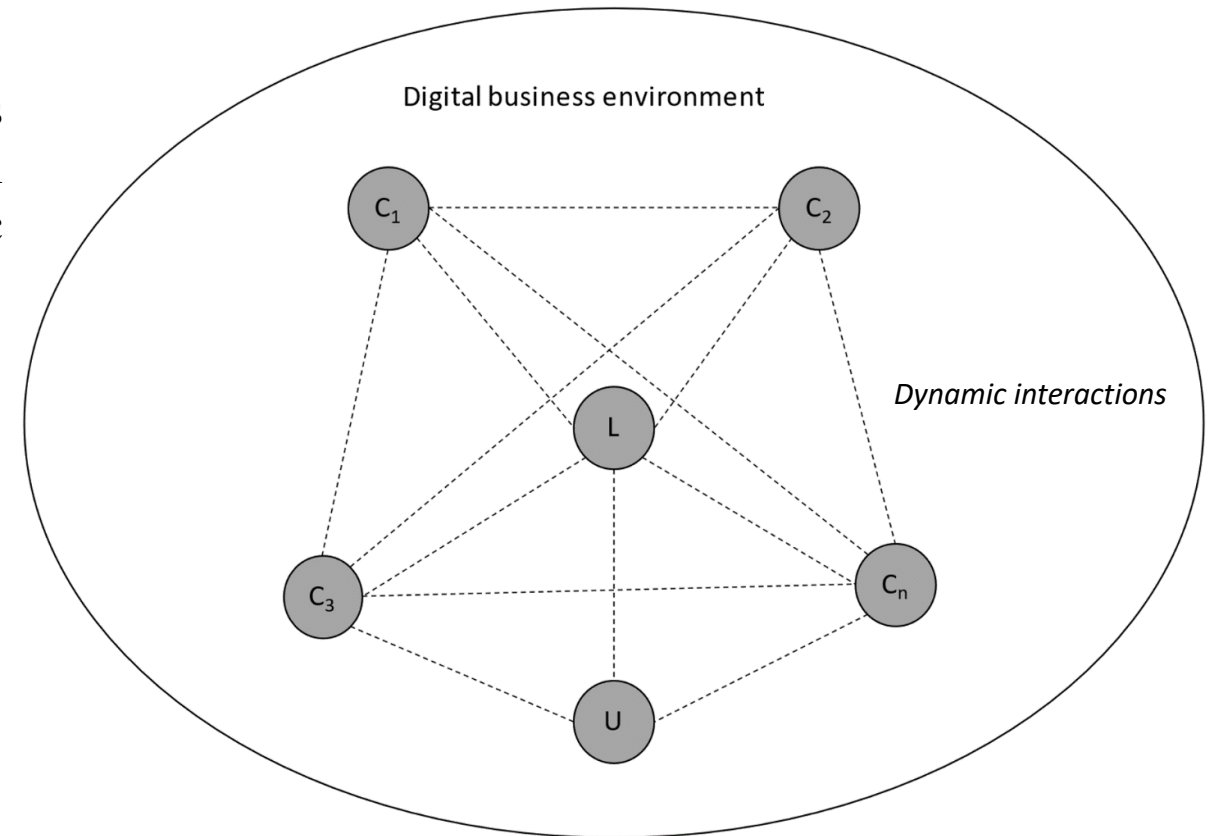 Digital business environment
C₁
C₂
Dynamic interactions
L
C₃
Cₙ
U